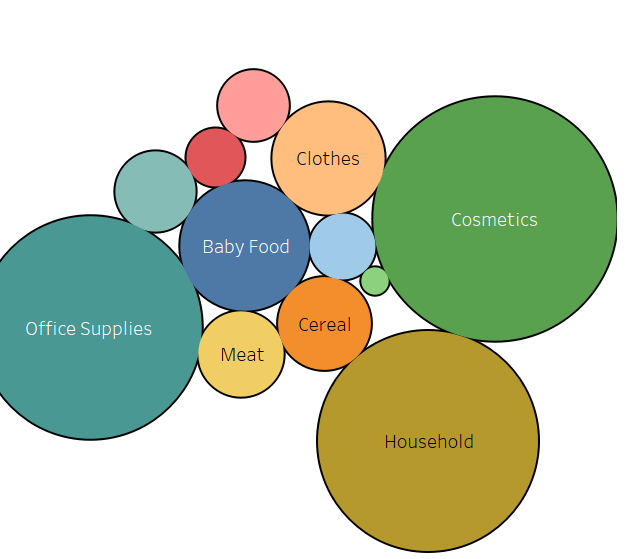 Clothes
Cosmetics
Baby Food
Office Supplies
Cereal
Meat
Household